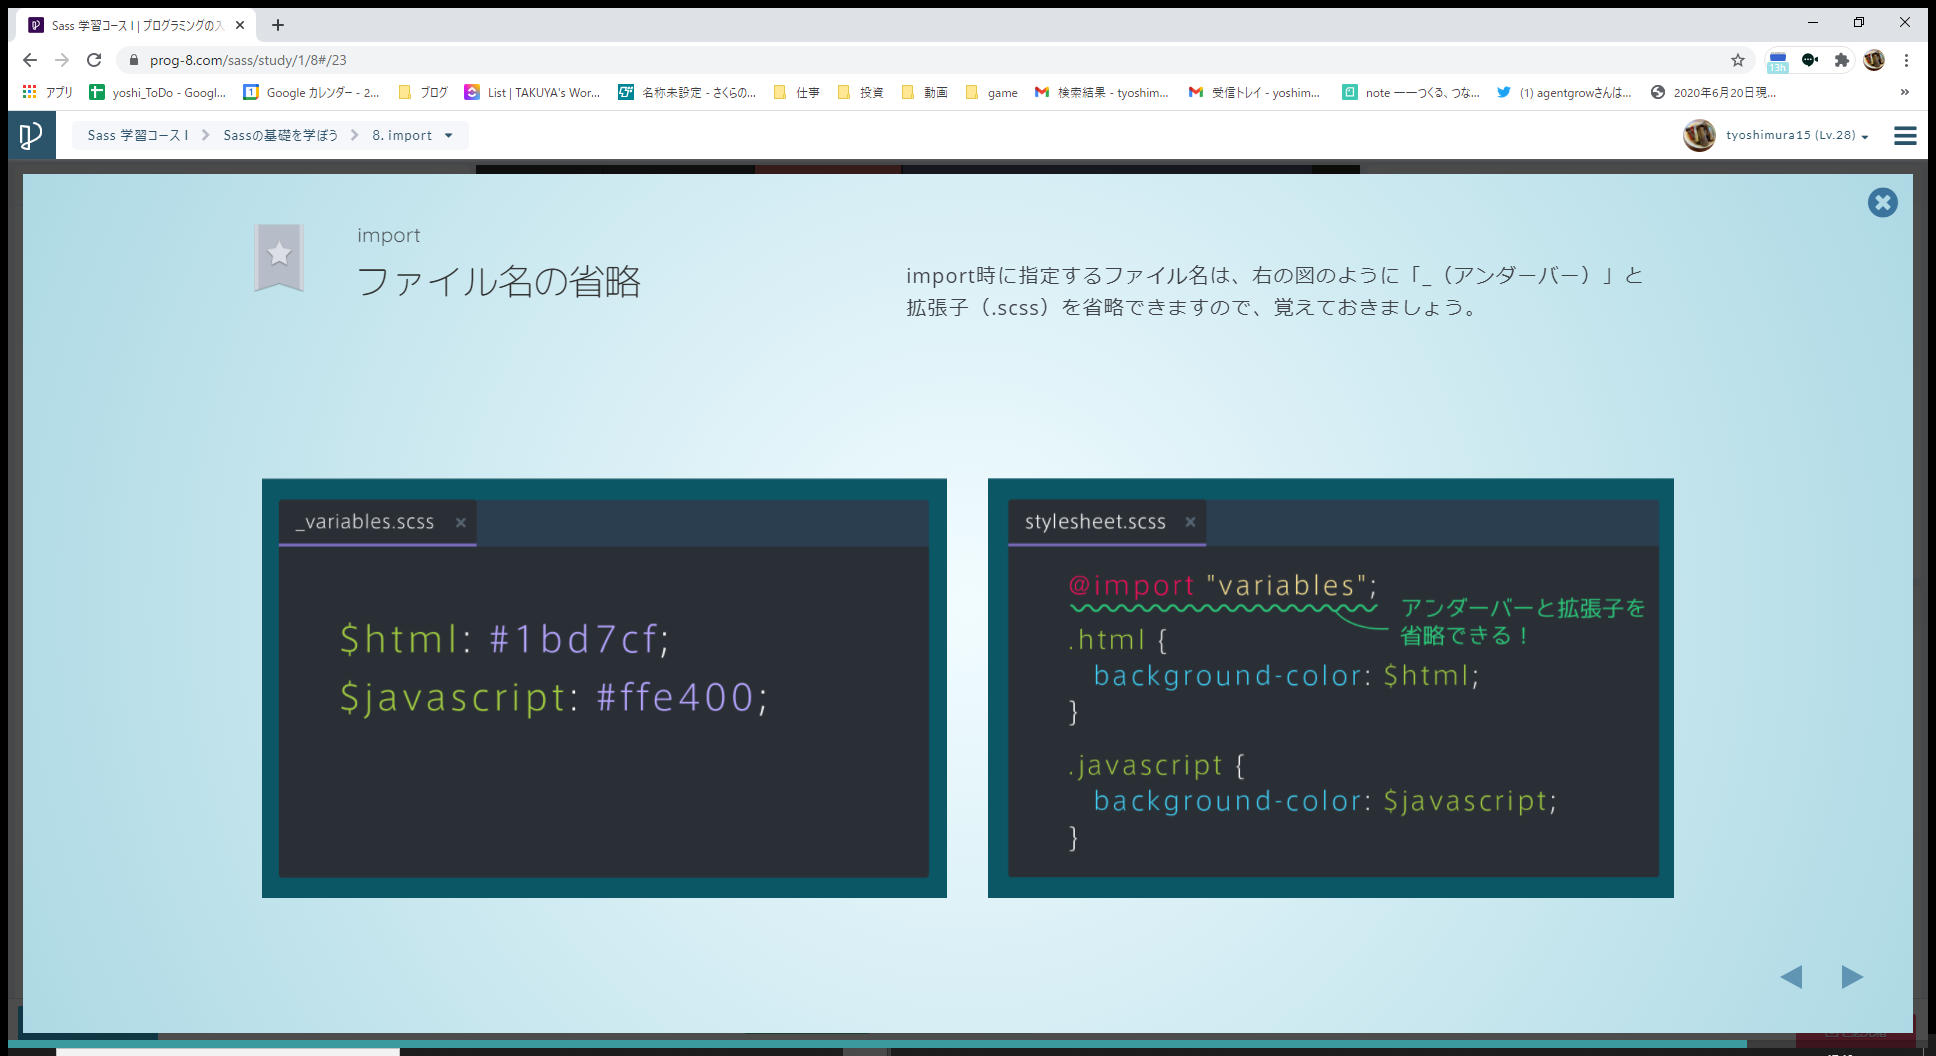 Sass 学習コース I | プログラミングの入
prog-8.com/sass/study/1/8#/23
13h
アプリ
yoshi_ToDo - Googl...
Google カレンダー - 2...
ブログ
List | TAKUYA's Wor...
名称未設定 - さくらの...
仕事
投資
動画
game
検索結果 - tyoshim...
受信トレイ - yoshim...
note ーーつくる、つな...
(1) agentgrowさんは...
2020年6月20日現...
»
Sass 学習コース I
Sassの基礎を学ぼう
8. import
tyoshimura15 (Lv.28)
import
ファイル名の省略
import時に指定するファイル名は、右の図のように「_（アンダーバー）」と
拡張子（.scss）を省略できますので、覚えておきましょう。
_variables.scss
$html: #1bd7cf;
$javascript: #ffe400;
stylesheet.scss
@import "variables";
アンダーバーと拡張子を
省略できる！
.html {
background-color: $html;
}
.javascript {
background-color: $javascript;
}